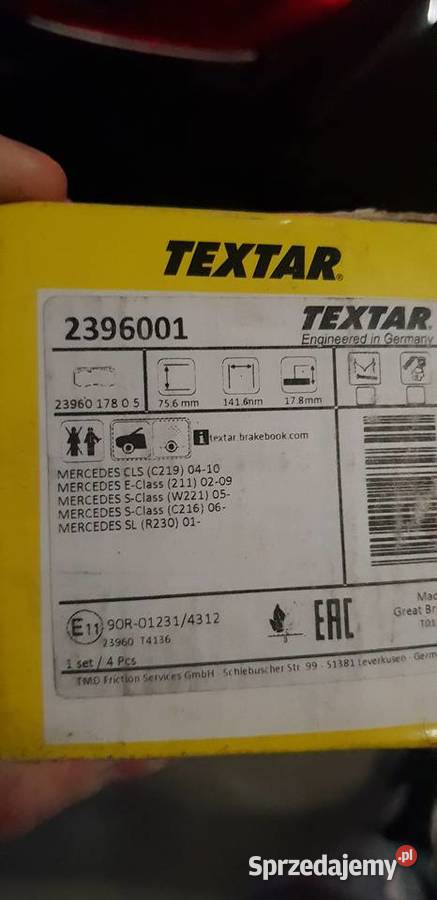 TEXTAR®
2396001
TEXTAR®
Engineered in Germany
23960 178 0 5
75.6 mm
141.6mm
17.8mm
i textar.brakebook.com
MERCEDES CLS (C219) 04-10
MERCEDES E-Class (211) 02-09
MERCEDES S-Class (W221) 05-
MERCEDES S-Class (C216) 06-
MERCEDES SL (R230) 01-
E11 90R-01231/4312
23960 T4136
EAC
Mad
Great Br
1 set / 4 Pcs
TMD Friction Services GmbH · Schlebuscher Str. 99 · 51381 Leverkusen · Germ
Sprzedajemy.pl